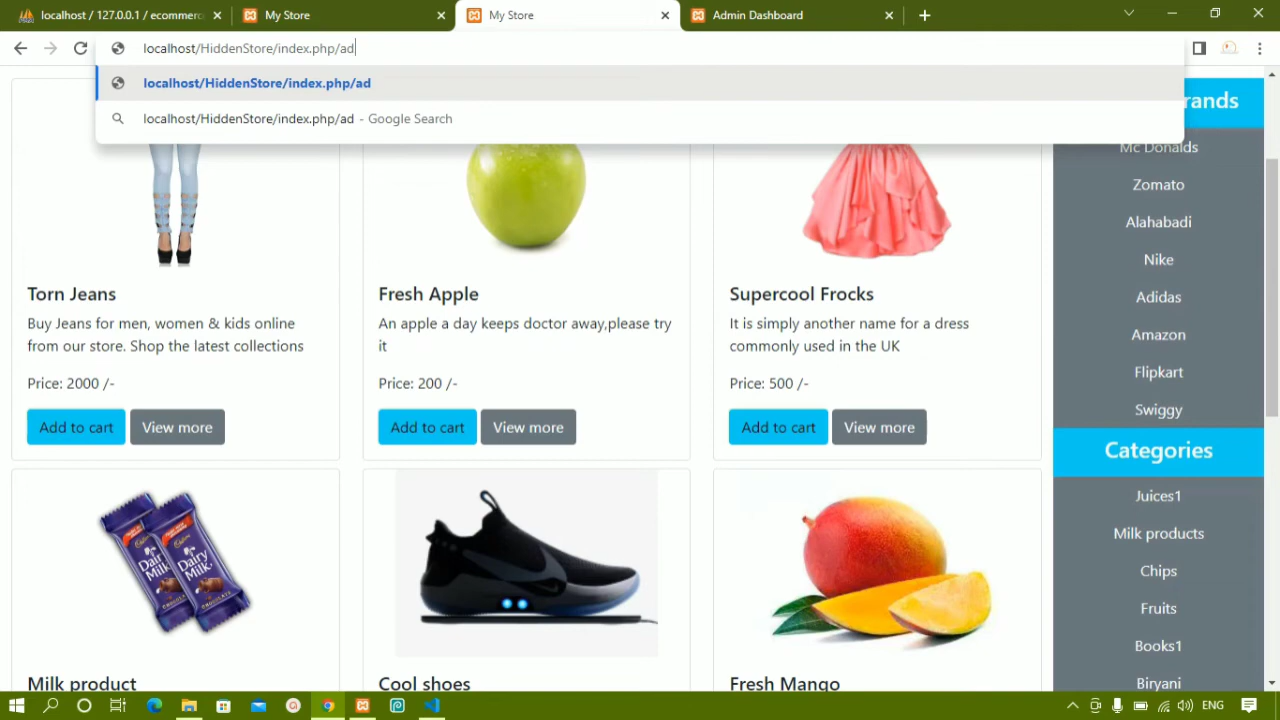 localhost / 127.0.0.1 / ecommerc
My Store
My Store
Admin Dashboard
localhost/HiddenStore/index.php/ad
localhost/HiddenStore/index.php/ad
localhost/HiddenStore/index.php/ad - Google Search
rands
Mc Donalds
Zomato
Alahabadi
Nike
Adidas
Amazon
Flipkart
Swiggy
Categories
Juices1
Milk products
Chips
Fruits
Books1
Biryani
Torn Jeans
Buy Jeans for men, women & kids online
from our store. Shop the latest collections
Price: 2000 /-
Add to cart
View more
Fresh Apple
An apple a day keeps doctor away,please try
it
Price: 200 /-
Add to cart
View more
Supercool Frocks
It is simply another name for a dress
commonly used in the UK
Price: 500 /-
Add to cart
View more
Dairy
Milk
Dairy
Milk
Milk product
Cool shoes
Fresh Mango
ENG